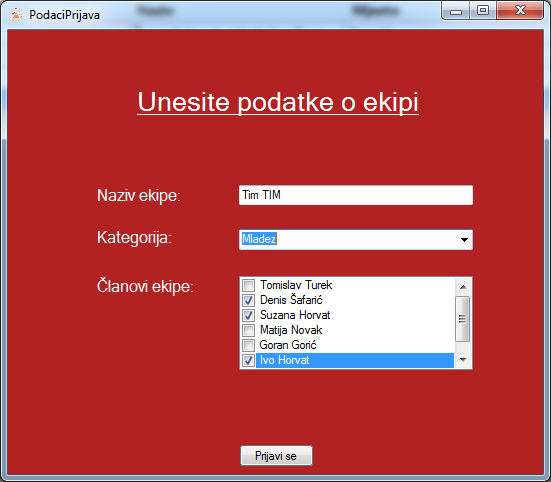 PodaciPrijava
Unesite podatke o ekipi
Naziv ekipe:
Tim TIM
Kategorija:
Mladez
Članovi ekipe:
Tomislav Turek
Denis Šafarić
Suzana Horvat
Matija Novak
Goran Gorić
Ivo Horvat
Prijavi se